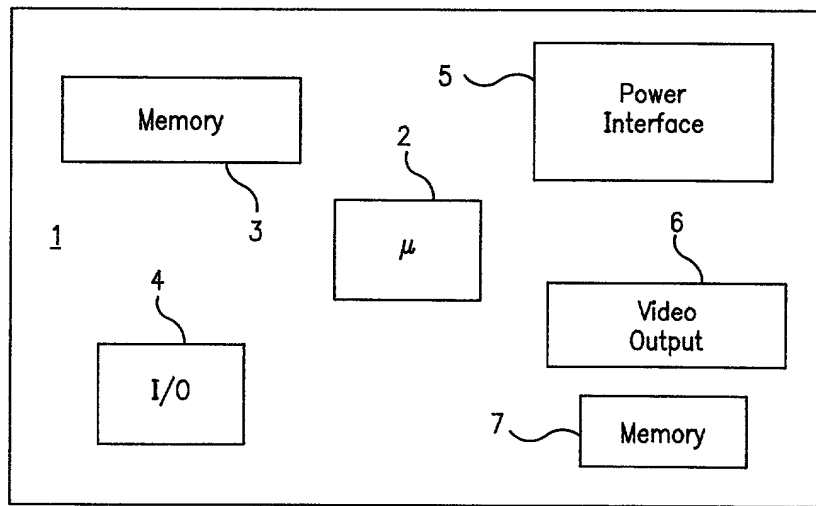 5
Power
Interface
Memory
2
3
1
μ
6
4
Video
Output
I/O
7
Memory